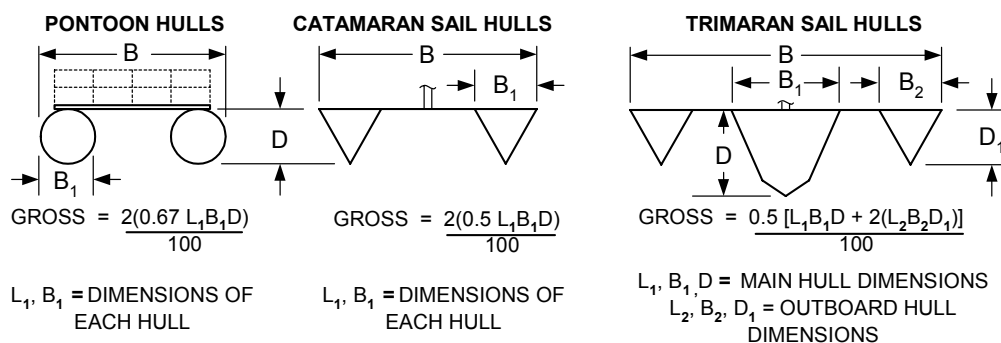 PONTOON HULLS
B
D
B₁
GROSS = 2(0.67 L₁B₁D)
100
L₁, B₁ = DIMENSIONS OF
EACH HULL
CATAMARAN SAIL HULLS
B
B₁
GROSS = 2(0.5 L₁B₁D)
100
L₁, B₁ = DIMENSIONS OF
EACH HULL
TRIMARAN SAIL HULLS
B
B₁
B₂
D
D₁
GROSS = 0.5 [L₁B₁D + 2(L₂B₂D₁)]
100
L₁, B₁,D = MAIN HULL DIMENSIONS
L₂, B₂, D₁ = OUTBOARD HULL
DIMENSIONS